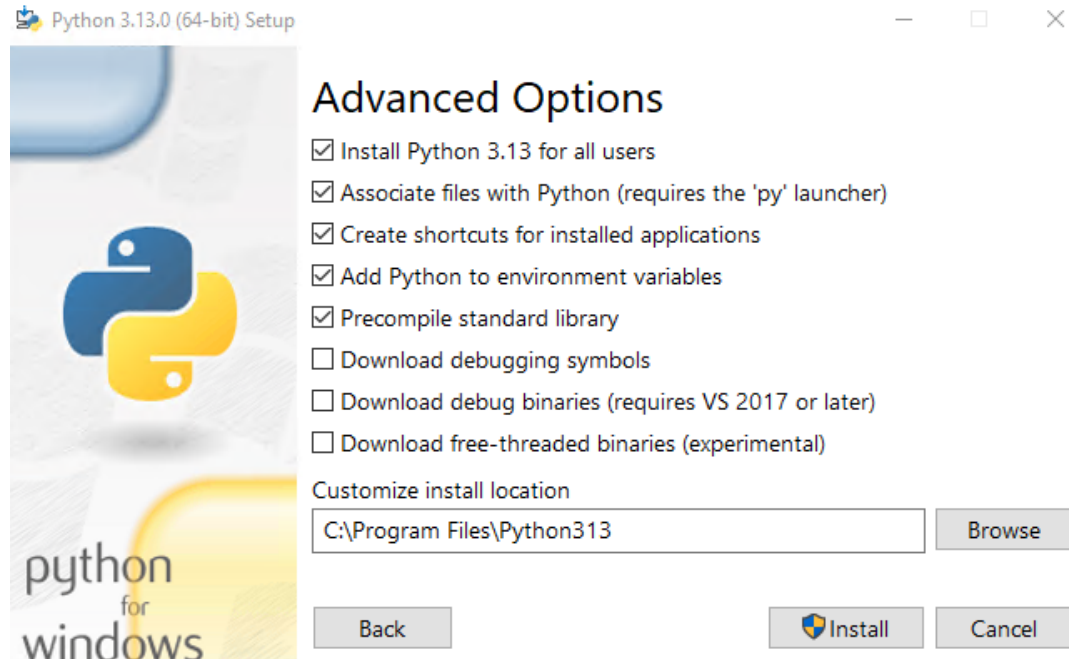 Python 3.13.0 (64-bit) Setup
Advanced Options
Install Python 3.13 for all users
Associate files with Python (requires the 'py' launcher)
Create shortcuts for installed applications
Add Python to environment variables
Precompile standard library
Download debugging symbols
Download debug binaries (requires VS 2017 or later)
Download free-threaded binaries (experimental)
Customize install location
C:\Program Files\Python313
Browse
python
for
windows
Back
Install
Cancel